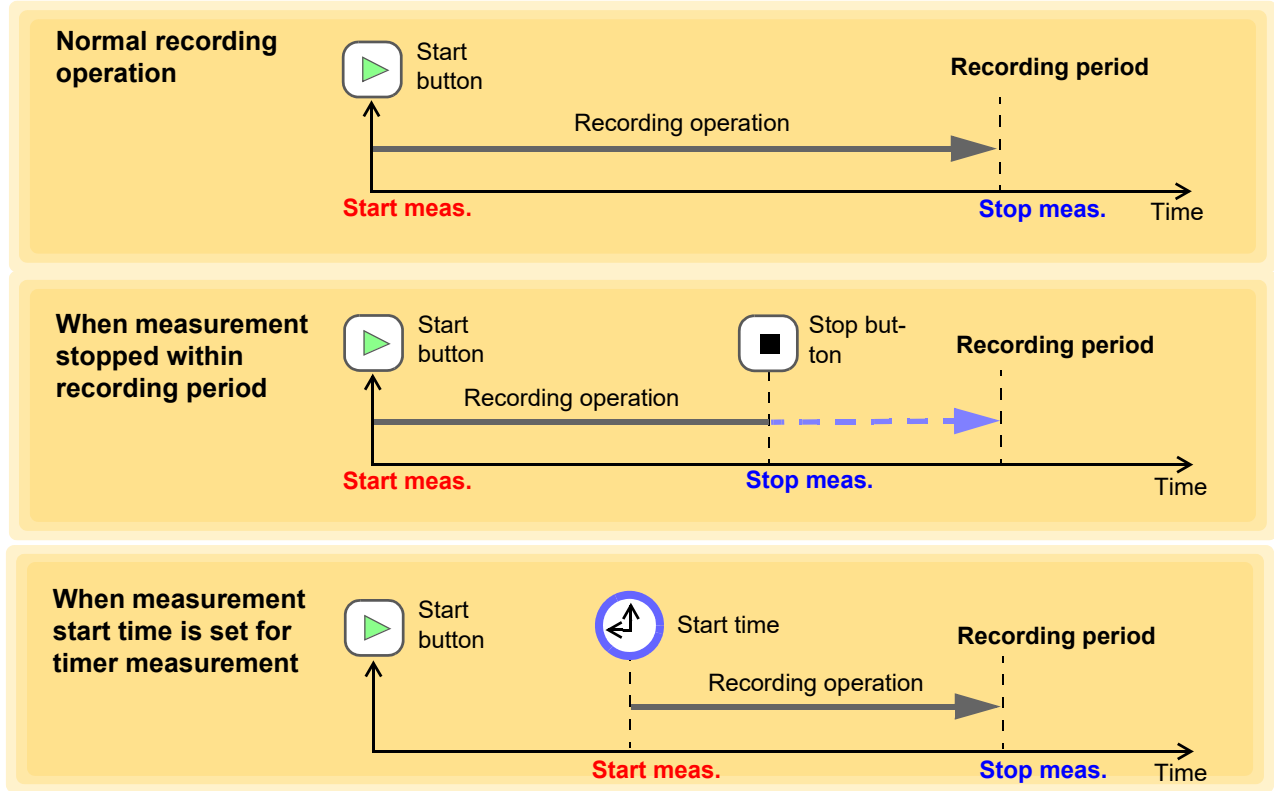 Normal recording
operation
Start
button
Recording period
Recording operation
Start meas.
Stop meas.
Time
When measurement
stopped within
recording period
Start
button
Stop but-
ton
Recording period
Recording operation
Start meas.
Stop meas.
Time
When measurement
start time is set for
timer measurement
Start
button
Start time
Recording period
Recording operation
Start meas.
Stop meas.
Time